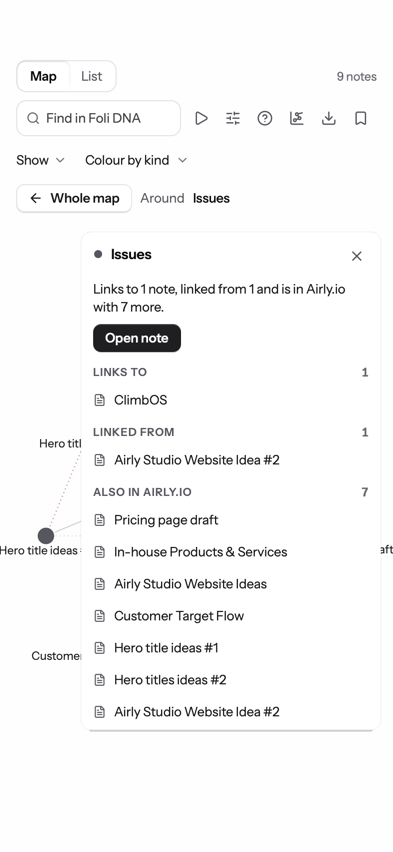 Map
List
9 notes
Find in Foli DNA
Show
Colour by kind
Whole map
Around Issues
Issues
Links to 1 note, linked from 1 and is in Airly.io
with 7 more.
Open note
LINKS TO 1
ClimbOS
LINKED FROM 1
Airly Studio Website Idea #2
ALSO IN AIRLY.IO 7
Pricing page draft
In-house Products & Services
Airly Studio Website Ideas
Customer Target Flow
Hero title ideas #1
Hero titles ideas #2
Airly Studio Website Idea #2
Hero titl
Hero title ideas
aft
Customer